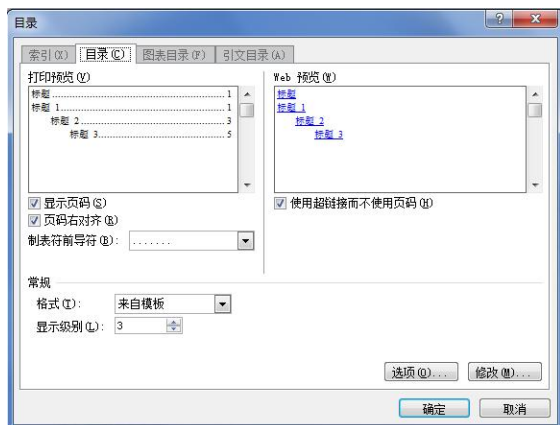 目录
索引(X) 目录(C) 图表目录(F) 引文目录(A)
打印预览(V)
标题.....................................................1
标题 1..................................................1
标题 2.............................................3
标题 3........................................5
Web 预览(W)
标题
标题 1
标题 2
标题 3
显示页码(S)
页码右对齐(R)
制表符前导符(B): .......
使用超链接而不使用页码(H)
常规
格式(T): 来自模板
显示级别(L): 3
选项(O)... 修改(M)...
确定 取消